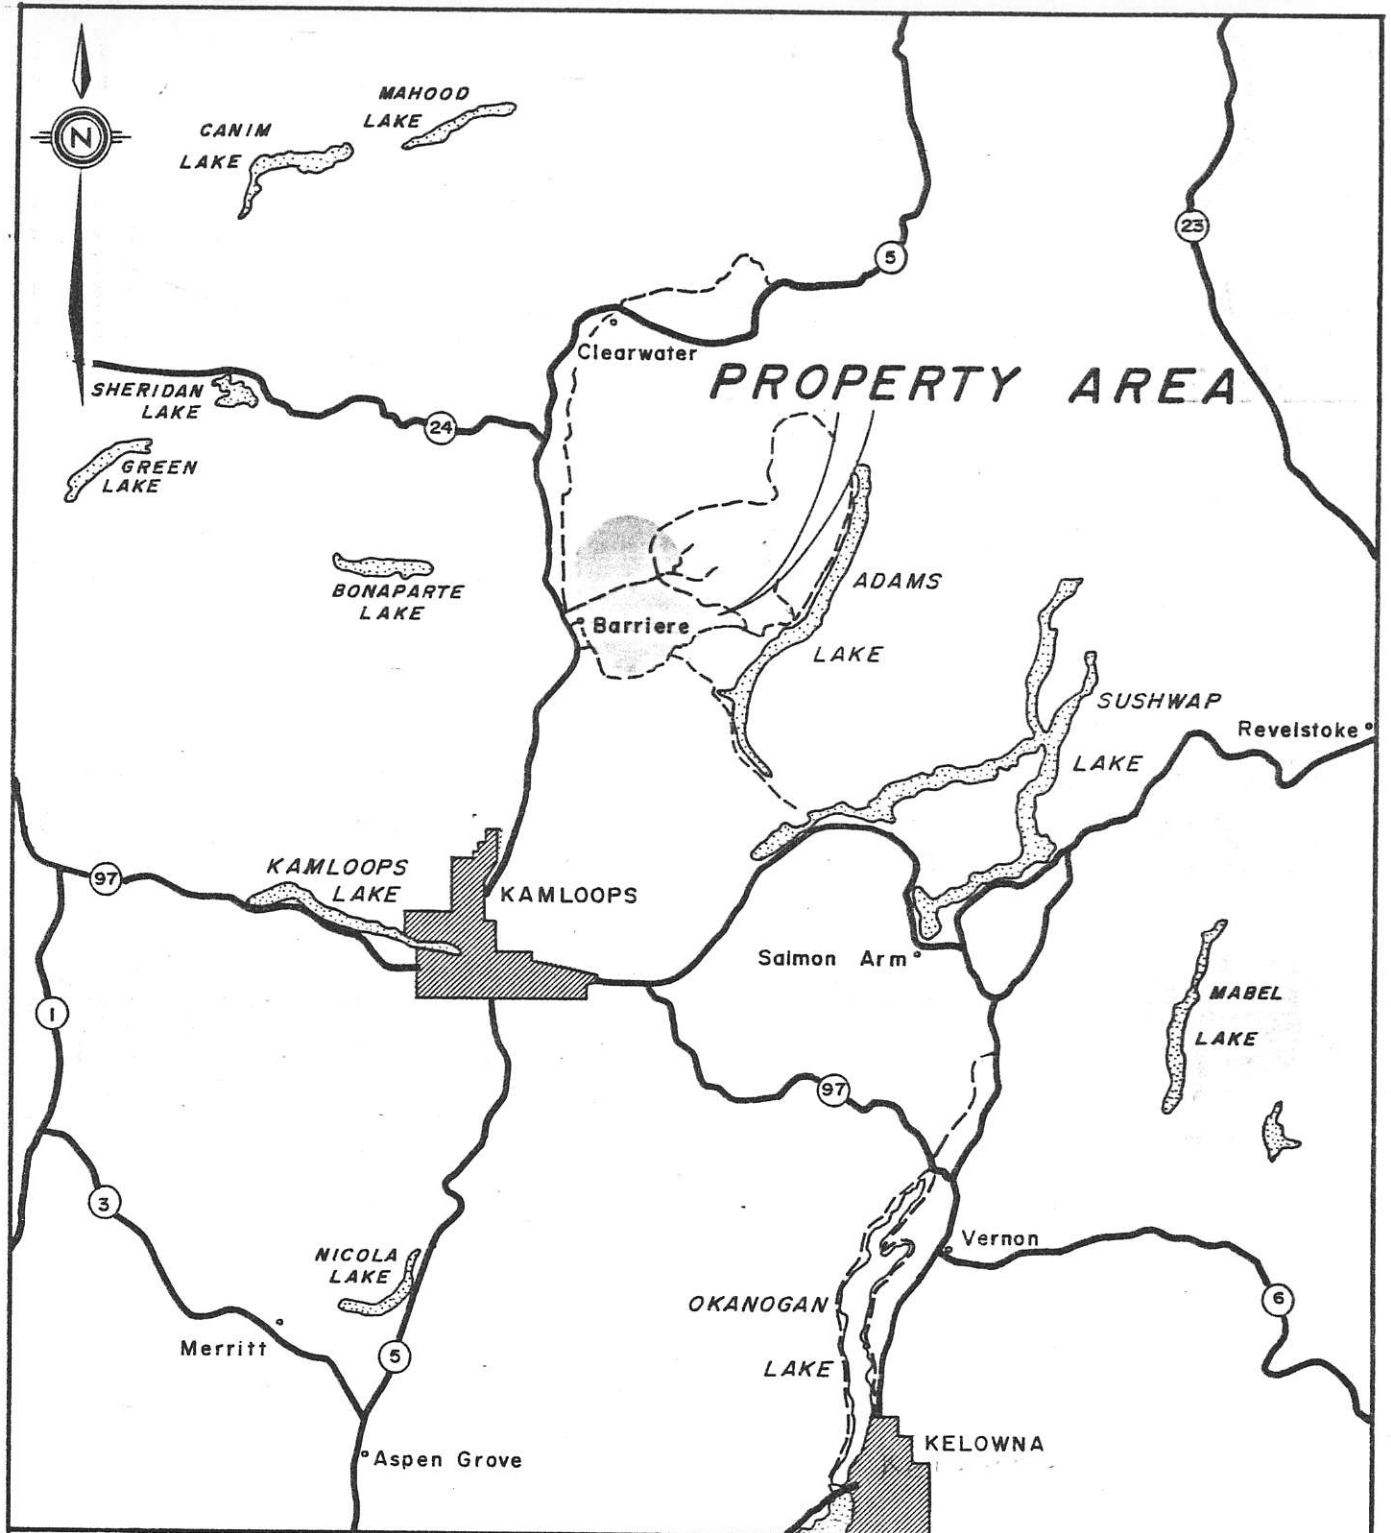 MAHOOD
LAKE
CANIM
LAKE
N
23
5
Clearwater
PROPERTY AREA
SHERIDAN
LAKE
24
GREEN
LAKE
BONAPARTE
LAKE
ADAMS
LAKE
Barriere
SUSHWAP
LAKE
Revelstoke
97
KAMLOOPS
LAKE
KAMLOOPS
Salmon Arm
MABEL
LAKE
1
97
3
NICOLA
LAKE
Vernon
OKANOGAN
LAKE
6
Merritt
5
Aspen Grove
KELOWNA